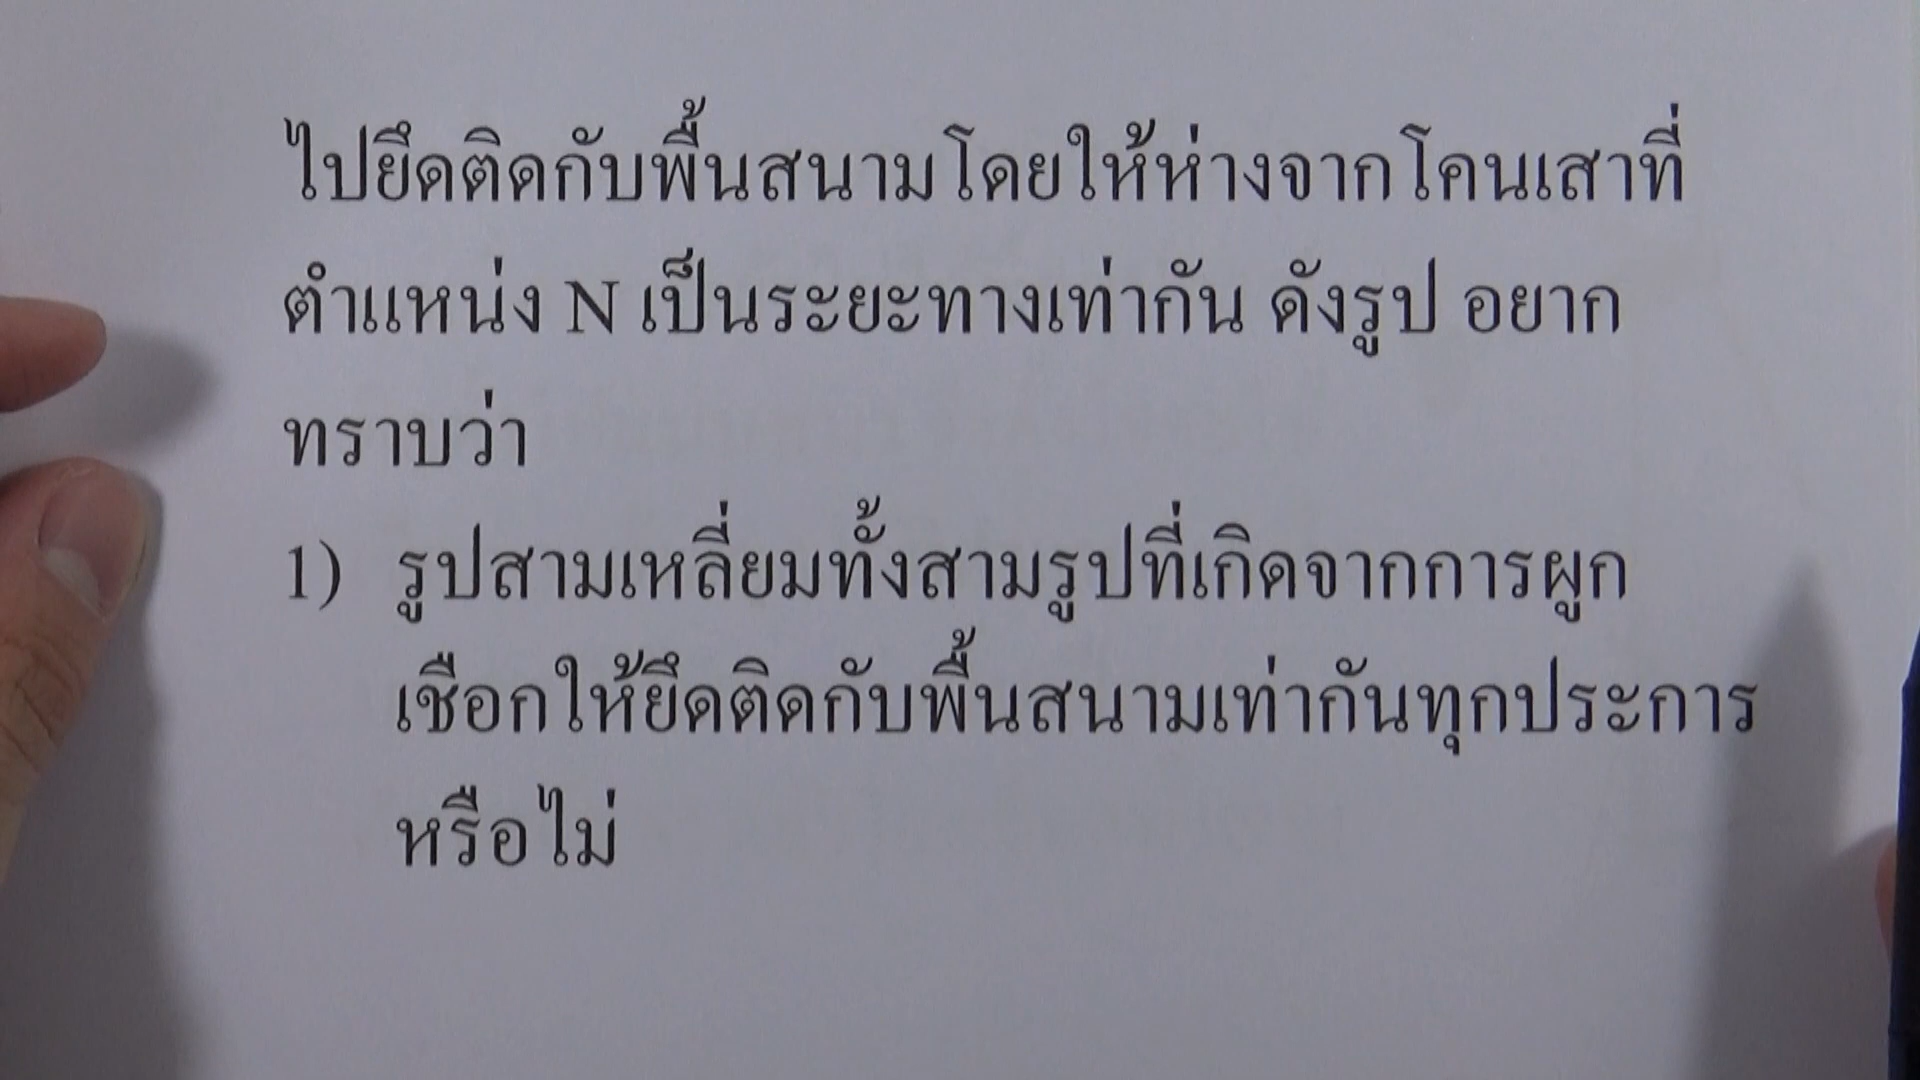 ไปยึดติดกับพื้นสนามโดยให้ห่างจากโคนเสาที่
ตำแหน่ง N เป็นระยะทางเท่ากัน ดังรูป อยาก
ทราบว่า
1) รูปสามเหลี่ยมทั้งสามรูปที่เกิดจากการผูก
เชือกให้ยึดติดกับพื้นสนามเท่ากันทุกประการ
หรือไม่